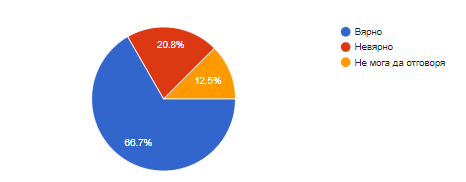 20.8%
12.5%
66.7%
Вярно
Невярно
Не мога да отговоря